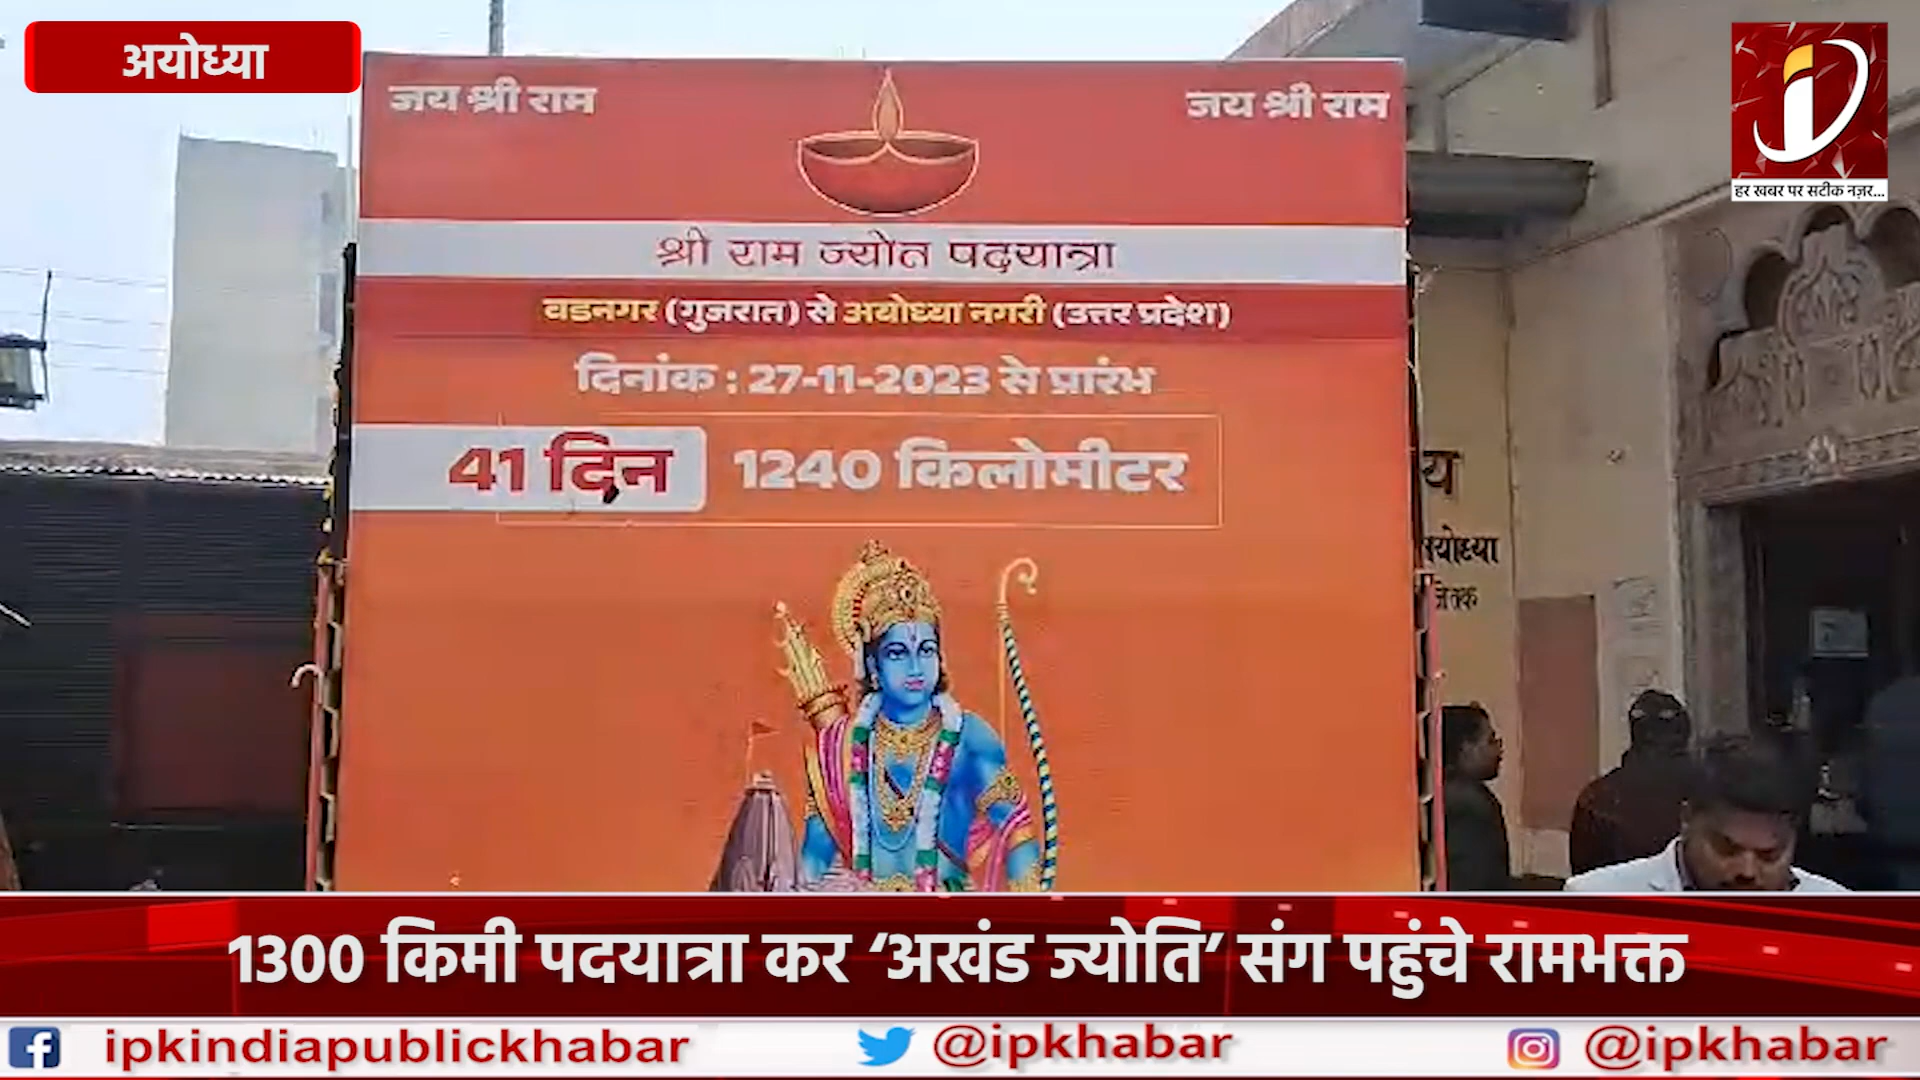 अयोध्या
हर खबर पर सटीक नज़र...
जय श्री राम
जय श्री राम
श्री राम ज्योत पदयात्रा
वडनगर (गुजरात) से अयोध्या नगरी (उत्तर प्रदेश)
दिनांक : 27-11-2023 से प्रारंभ
41 दिन
1240 किलोमीटर
1300 किमी पदयात्रा कर ‘अखंड ज्योति’ संग पहुंचे रामभक्त
ipkindiapublickhabar
@ipkhabar
@ipkhabar